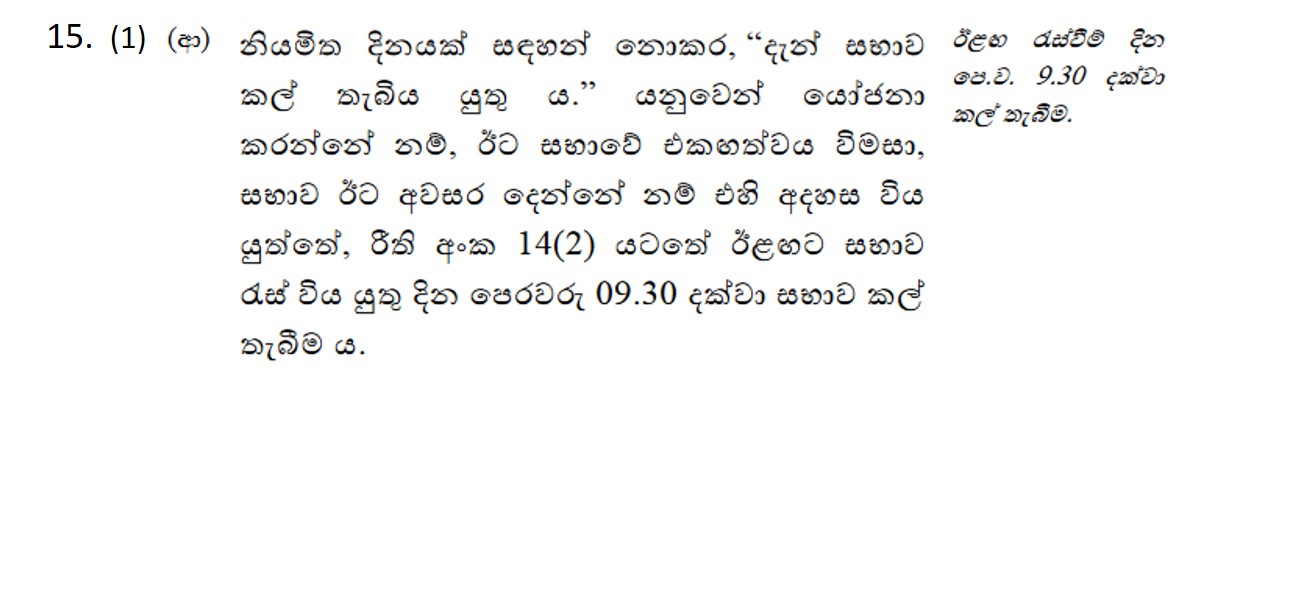 15. (1) (ආ) නියමිත දිනයක් සඳහන් නොකර, “දැන් සභාව
කල් තැබිය යුතු ය.” යනුවෙන් යෝජනා
කරන්නේ නම්, ඊට සභාවේ එකඟත්වය විමසා,
සභාව ඊට අවසර දෙන්නේ නම් එහි අදහස විය
යුත්තේ, රීති අංක 14(2) යටතේ ඊළඟට සභාව
රැස් විය යුතු දින පෙරවරු 09.30 දක්වා සභාව කල්
තැබීම ය.
ඊළඟ රැස්වීම් දින
පෙ.ව. 9.30 දක්වා
කල් තැබීම.